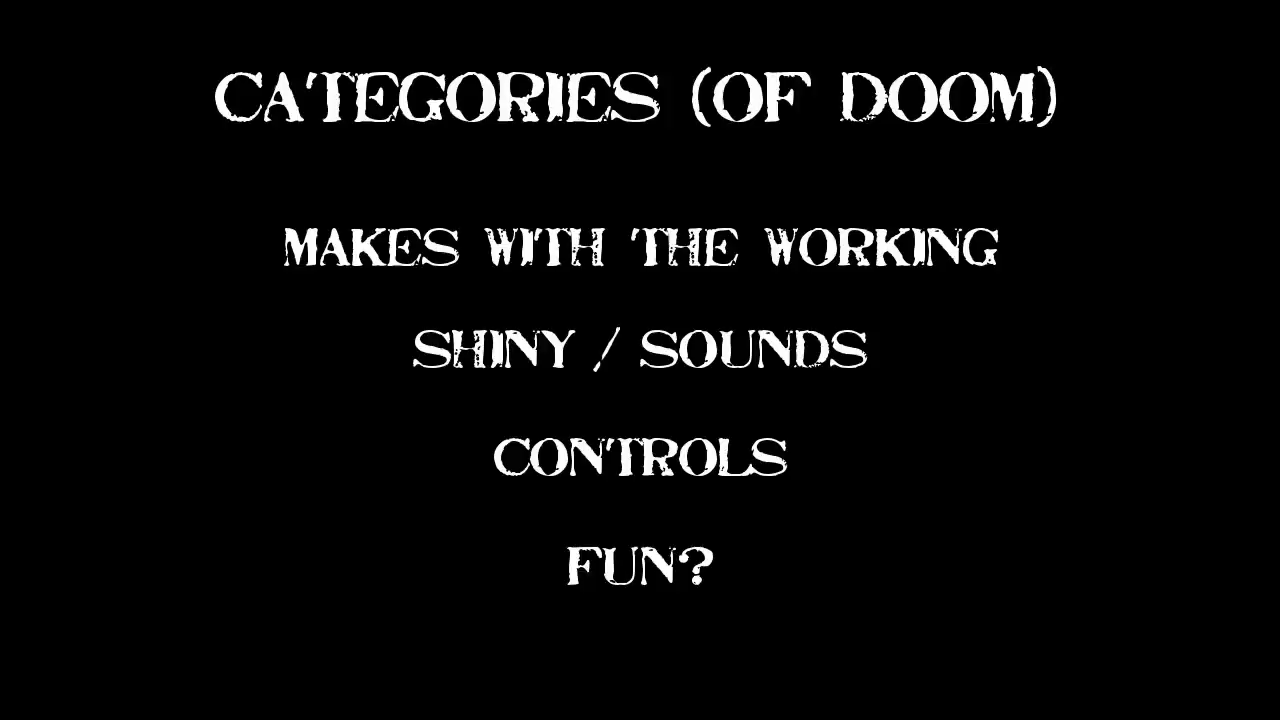 CATEGORIES (OF DOOM)
MAKES WITH THE WORKING
SHINY / SOUNDS
CONTROLS
FUN?